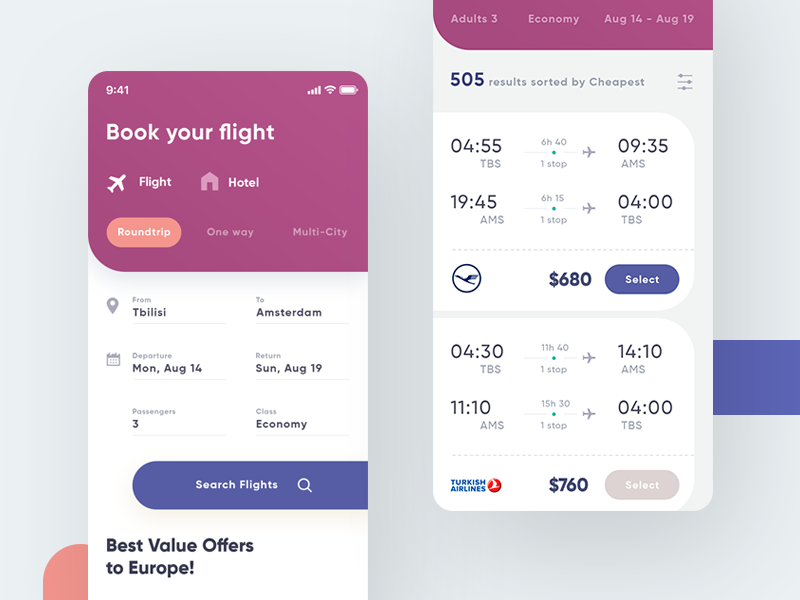 9:41
Book your flight
Flight Hotel
Roundtrip One way Multi-City
From To
Tbilisi Amsterdam
Departure Return
Mon, Aug 14 Sun, Aug 19
Passengers Class
3 Economy
Search Flights
Best Value Offers
to Europe!
Adults 3 Economy Aug 14 - Aug 19
505 results sorted by Cheapest
04:55 6h 40 09:35
TBS 1 stop AMS
19:45 6h 15 04:00
AMS 1 stop TBS
$680 Select
04:30 11h 40 14:10
TBS 1 stop AMS
11:10 15h 30 04:00
AMS 1 stop TBS
TURKISH
AIRLINES $760 Select